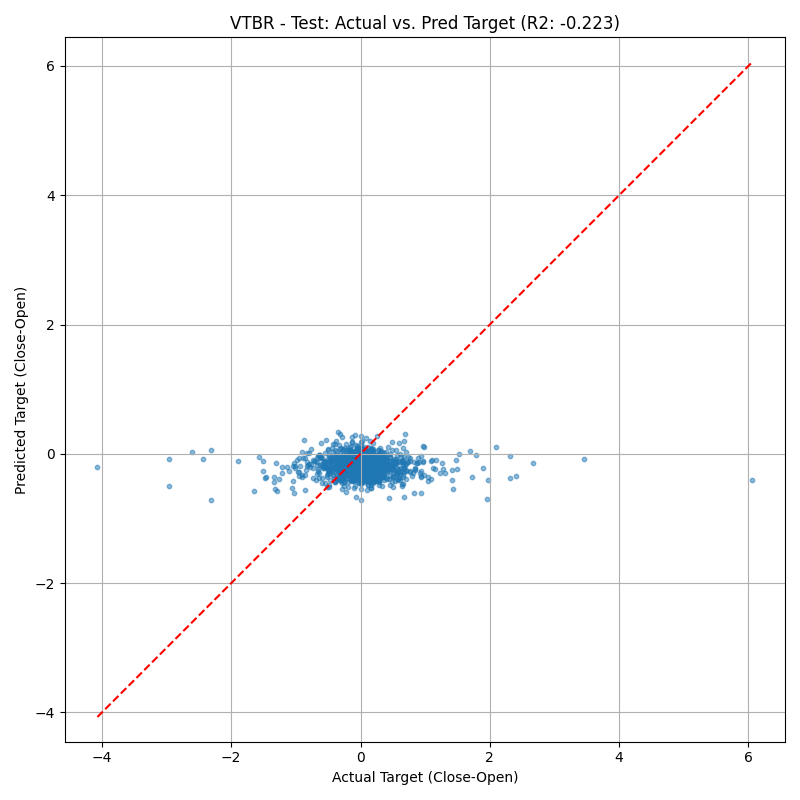 VTBR - Test: Actual vs. Pred Target (R2: -0.223)
Predicted Target (Close-Open)
6
4
2
0
−2
−4
−4 −2 0 2 4 6
Actual Target (Close-Open)